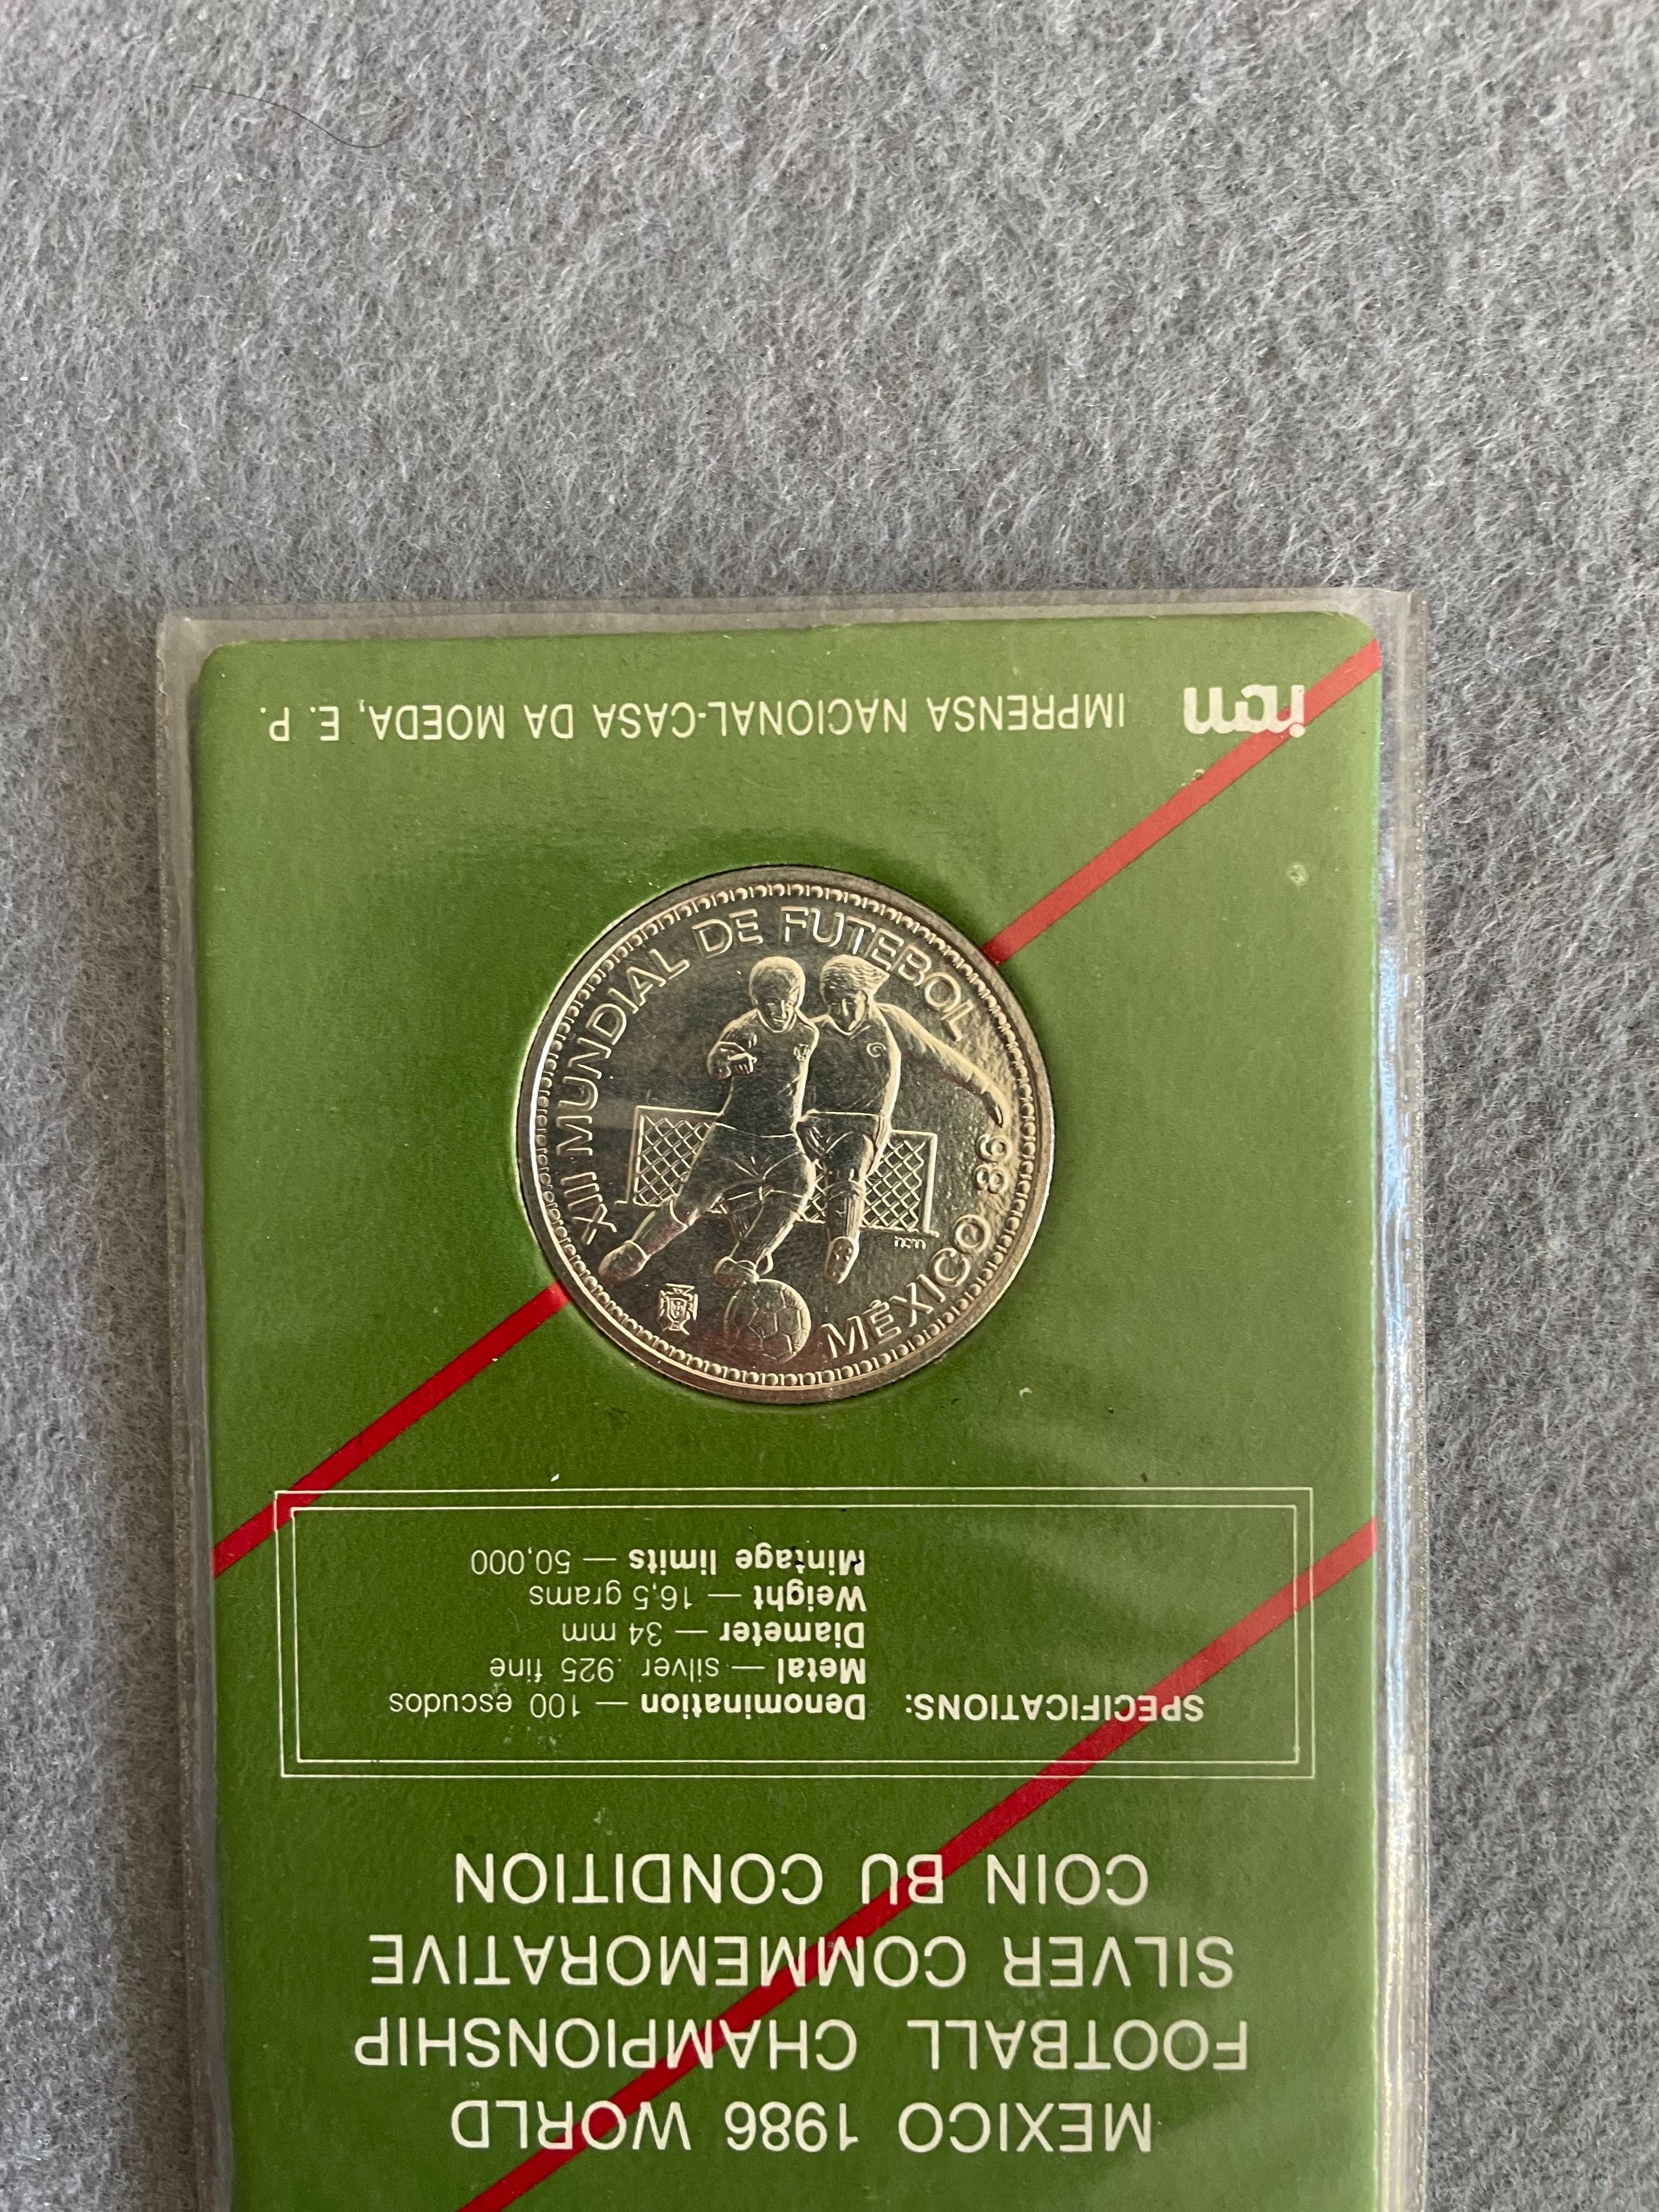 MEXICO 1986 WORLD
FOOTBALL CHAMPIONSHIP
SILVER COMMEMORATIVE
COIN BU CONDITION
SPECIFICATIONS: Denomination — 100 escudos
Metal — silver .925 fine
Diameter — 34 mm
Weight — 16,5 grams
Mintage limits — 50,000
XIII MUNDIAL DE FUTEBOL
MÉXICO 86
incm
incm IMPRENSA NACIONAL-CASA DA MOEDA, E. P.